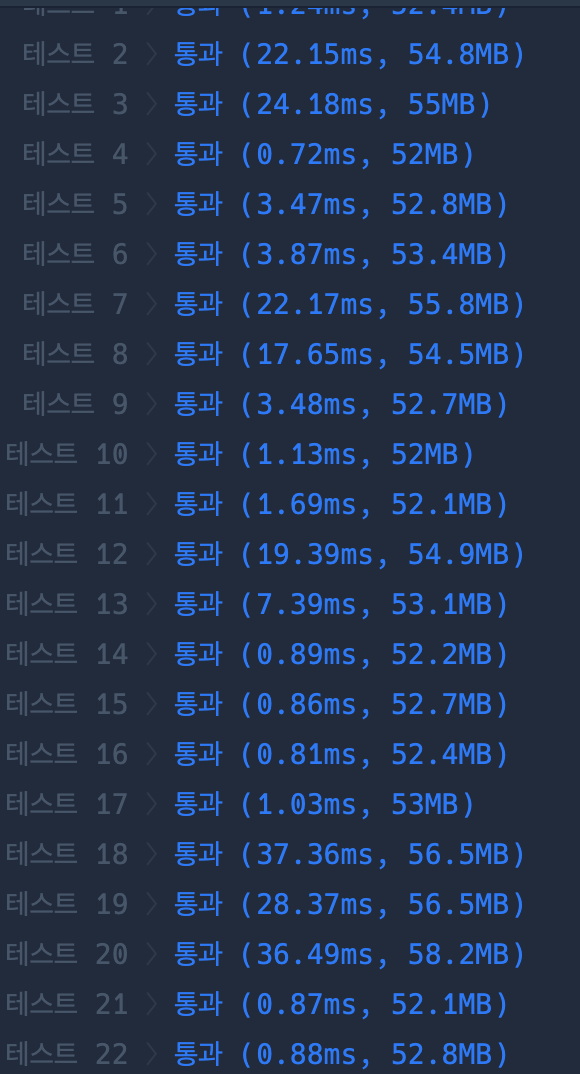 테스트 1 〉 통과 (1.24ms, 52.4MB)
테스트 2 〉 통과 (22.15ms, 54.8MB)
테스트 3 〉 통과 (24.18ms, 55MB)
테스트 4 〉 통과 (0.72ms, 52MB)
테스트 5 〉 통과 (3.47ms, 52.8MB)
테스트 6 〉 통과 (3.87ms, 53.4MB)
테스트 7 〉 통과 (22.17ms, 55.8MB)
테스트 8 〉 통과 (17.65ms, 54.5MB)
테스트 9 〉 통과 (3.48ms, 52.7MB)
테스트 10 〉 통과 (1.13ms, 52MB)
테스트 11 〉 통과 (1.69ms, 52.1MB)
테스트 12 〉 통과 (19.39ms, 54.9MB)
테스트 13 〉 통과 (7.39ms, 53.1MB)
테스트 14 〉 통과 (0.89ms, 52.2MB)
테스트 15 〉 통과 (0.86ms, 52.7MB)
테스트 16 〉 통과 (0.81ms, 52.4MB)
테스트 17 〉 통과 (1.03ms, 53MB)
테스트 18 〉 통과 (37.36ms, 56.5MB)
테스트 19 〉 통과 (28.37ms, 56.5MB)
테스트 20 〉 통과 (36.49ms, 58.2MB)
테스트 21 〉 통과 (0.87ms, 52.1MB)
테스트 22 〉 통과 (0.88ms, 52.8MB)